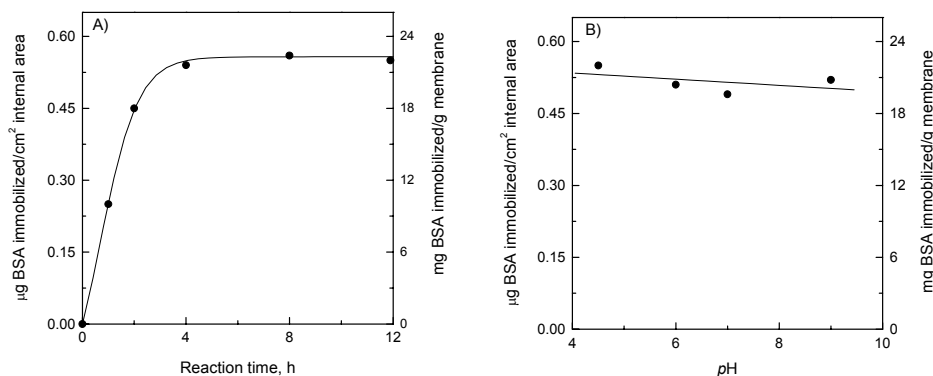 A)
0.60
0.45
0.30
0.15
0.00
µg BSA immobilized/cm² internal area
24
18
12
6
0
mg BSA immobilized/g membrane
0 4 8 12
Reaction time, h
B)
0.60
0.45
0.30
0.15
0.00
µg BSA immobilized/cm² internal area
24
18
12
6
0
mg BSA immobilized/g membrane
4 6 8 10
pH